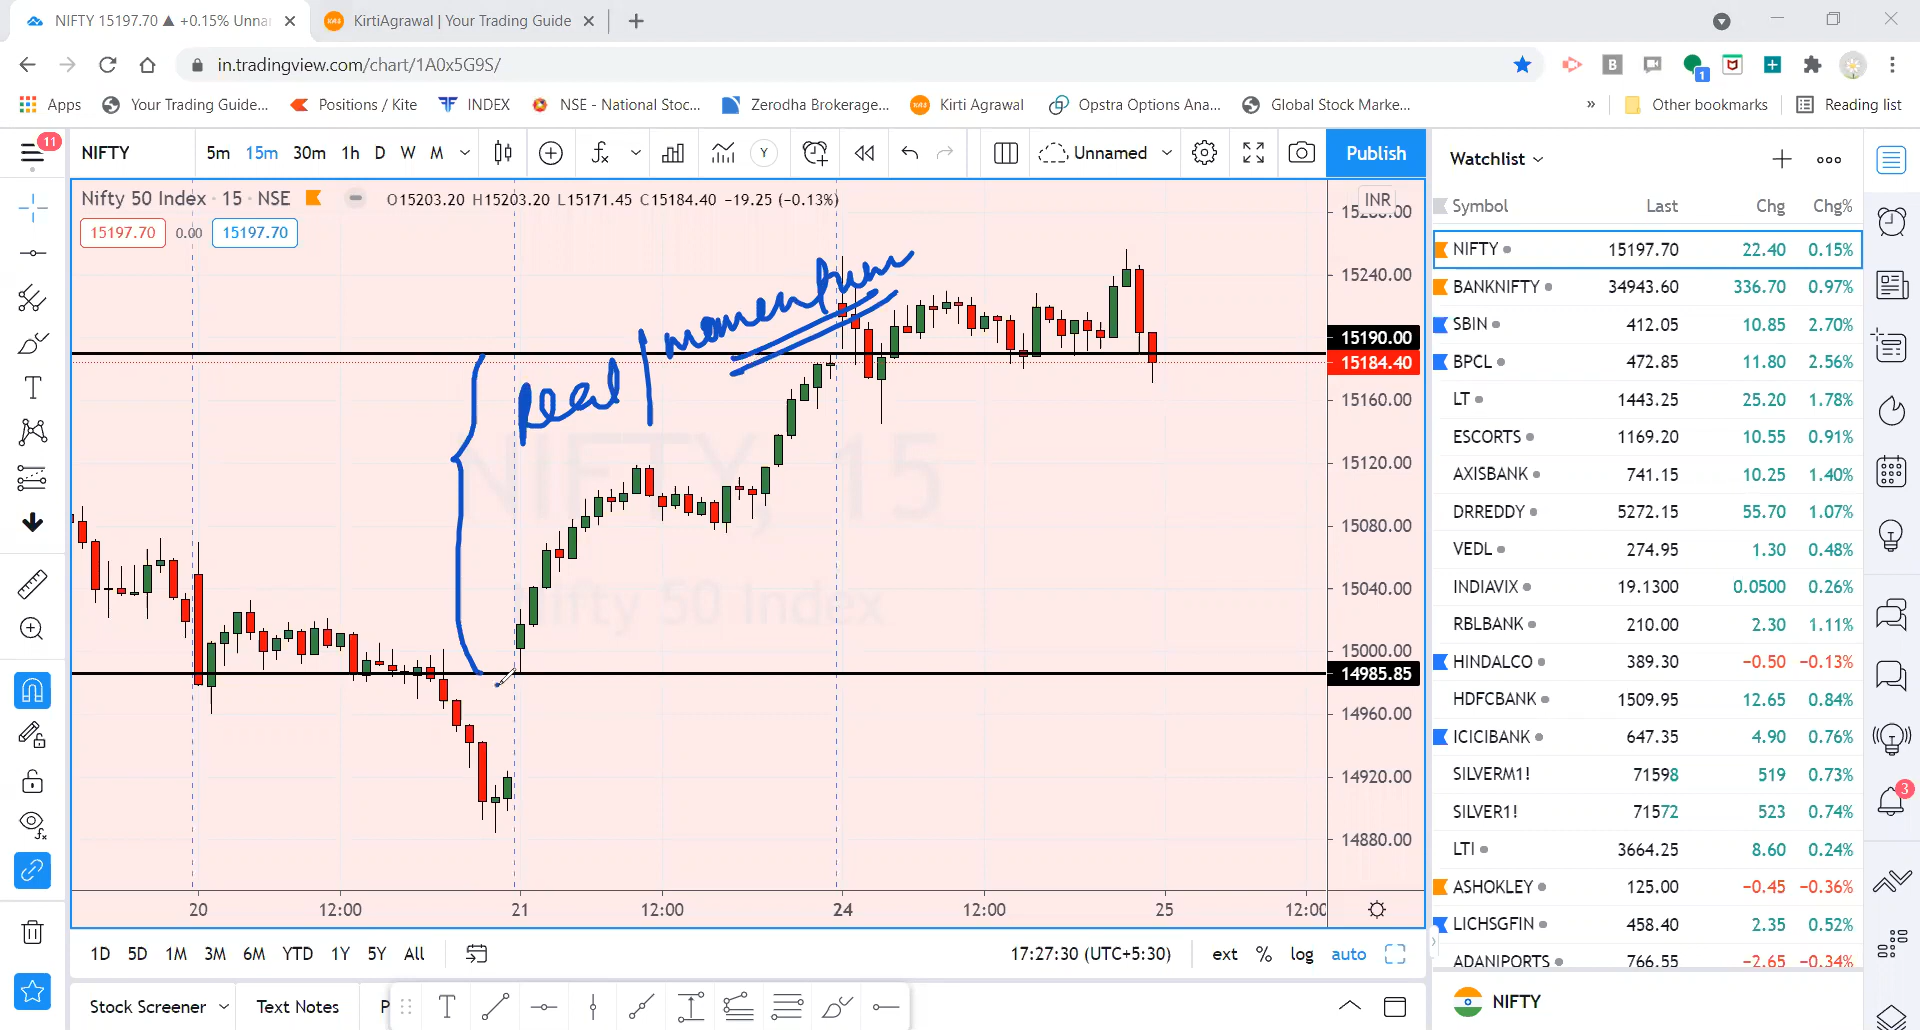 NIFTY 15197.70 ▲ +0.15% Unna
KirtiAgrawal | Your Trading Guide
in.tradingview.com/chart/1A0x5G9S/
1
Apps
Your Trading Guide...
Positions / Kite
INDEX
NSE - National Stoc...
Zerodha Brokerage...
Kirti Agrawal
Opstra Options Ana...
Global Stock Marke...
»
Other bookmarks
Reading list
11
NIFTY
5m 15m 30m 1h D W M
Y
Unnamed
Publish
Nifty 50 Index · 15 · NSE
O15203.20 H15203.20 L15171.45 C15184.40 −19.25 (−0.13%)
15197.70 0.00 15197.70
INR
Real | momentum
NIFTY, 15
Nifty 50 Index
15280.00
15240.00
15190.00
15184.40
15160.00
15120.00
15080.00
15040.00
15000.00
14985.85
14960.00
14920.00
14880.00
20 12:00 21 12:00 24 12:00 25 12:00
1D 5D 1M 3M 6M YTD 1Y 5Y All
17:27:30 (UTC+5:30)
ext % log auto
Stock Screener
Text Notes
P
Watchlist
Symbol Last Chg Chg%
NIFTY 15197.70 22.40 0.15%
BANKNIFTY 34943.60 336.70 0.97%
SBIN 412.05 10.85 2.70%
BPCL 472.85 11.80 2.56%
LT 1443.25 25.20 1.78%
ESCORTS 1169.20 10.55 0.91%
AXISBANK 741.15 10.25 1.40%
DRREDDY 5272.15 55.70 1.07%
VEDL 274.95 1.30 0.48%
INDIAVIX 19.1300 0.0500 0.26%
RBLBANK 210.00 2.30 1.11%
HINDALCO 389.30 −0.50 −0.13%
HDFCBANK 1509.95 12.65 0.84%
ICICIBANK 647.35 4.90 0.76%
SILVERM1! 71598 519 0.73%
SILVER1! 71572 523 0.74%
LTI 3664.25 8.60 0.24%
ASHOKLEY 125.00 −0.45 −0.36%
LICHSGFIN 458.40 2.35 0.52%
ADANIPORTS 766.55 −2.65 −0.34%
NIFTY
3